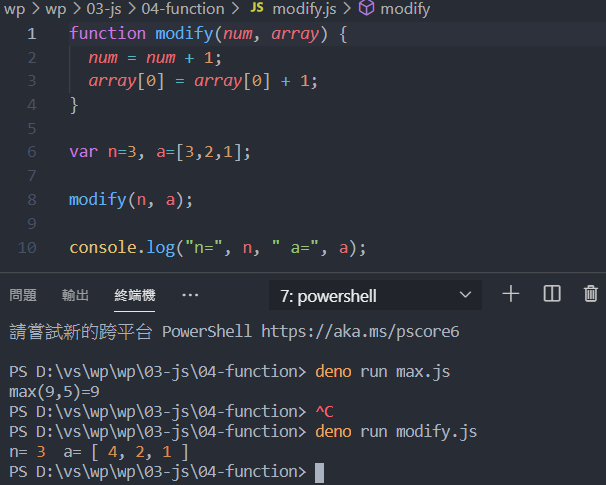 wp > wp > 03-js > 04-function > JS modify.js > modify
1 function modify(num, array) {
2 num = num + 1;
3 array[0] = array[0] + 1;
4 }
5
6 var n=3, a=[3,2,1];
7
8 modify(n, a);
9
10 console.log("n=", n, " a=", a);
問題 輸出 終端機 ··· 7: powershell
請嘗試新的跨平台 PowerShell https://aka.ms/pscore6
PS D:\vs\wp\wp\03-js\04-function> deno run max.js
max(9,5)=9
PS D:\vs\wp\wp\03-js\04-function> ^C
PS D:\vs\wp\wp\03-js\04-function> deno run modify.js
n= 3  a= [ 4, 2, 1 ]
PS D:\vs\wp\wp\03-js\04-function>